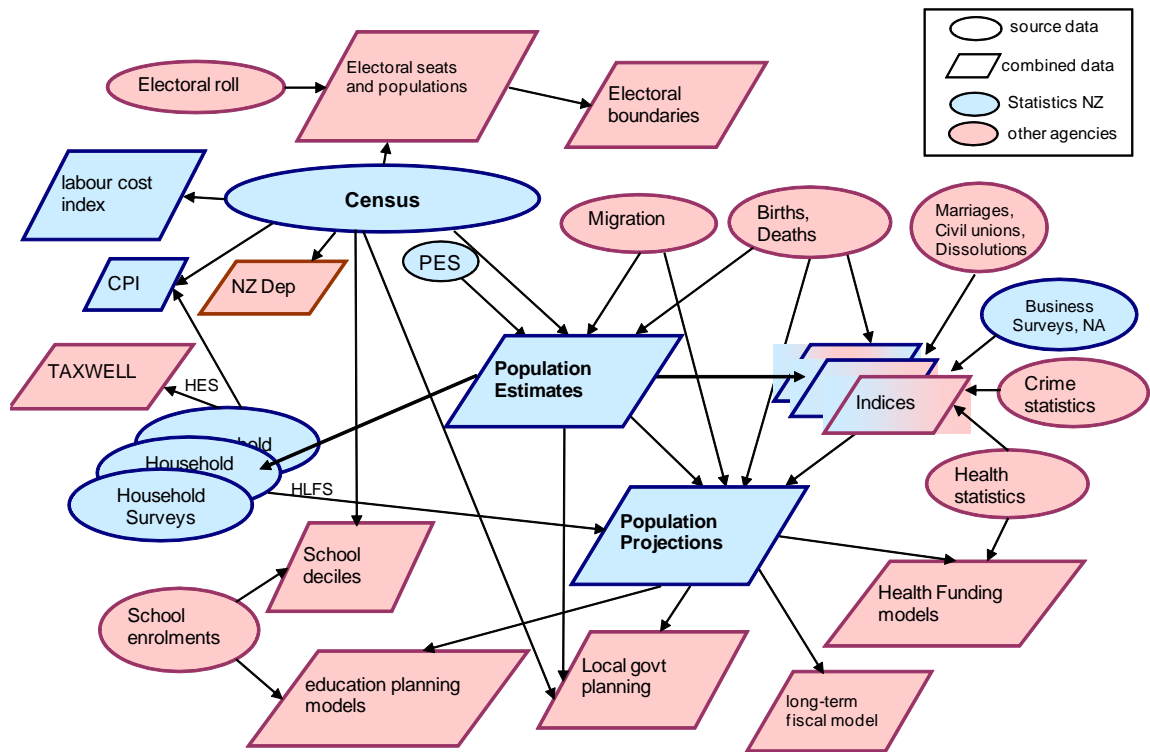 source data
combined data
Statistics NZ
other agencies
Electoral roll
Electoral seats
and populations
Electoral
boundaries
labour cost
index
Census
Migration
Births,
Deaths
Marriages,
Civil unions,
Dissolutions
PES
CPI
NZ Dep
Business
Surveys, NA
TAXWELL
HES
Population
Estimates
Indices
Crime
statistics
Household
Household
Surveys
HLFS
Health
statistics
Population
Projections
School
deciles
School
enrolments
Health Funding
models
education planning
models
Local govt
planning
long-term
fiscal model